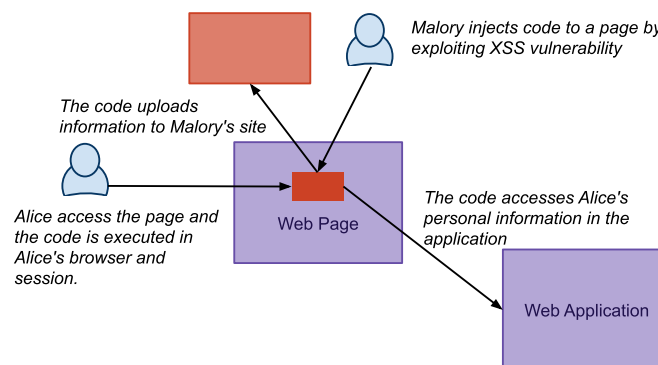 Malory injects code to a page by
exploiting XSS vulnerability
The code uploads
information to Malory's site
Alice access the page and
the code is executed in
Alice's browser and
session.
Web Page
The code accesses Alice's
personal information in the
application
Web Application